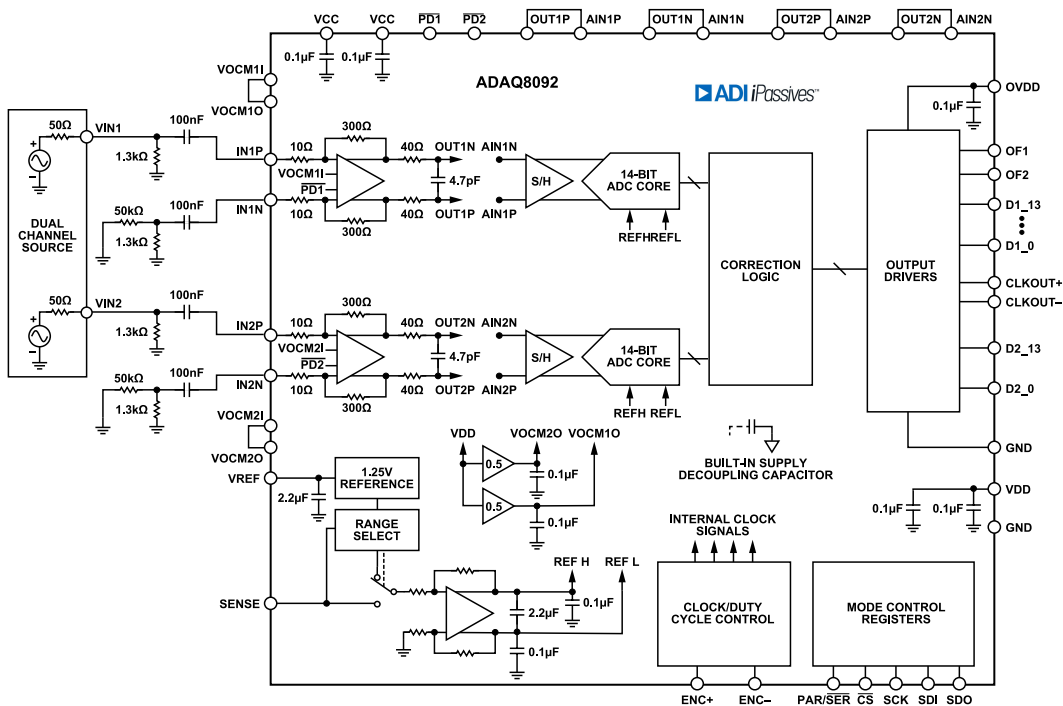 VCC VCC PD1 PD2 OUT1P AIN1P OUT1N AIN1N OUT2P AIN2P OUT2N AIN2N
0.1µF 0.1µF
ADAQ8092
ADI iPassives™
VOCM1I
VOCM1O
OVDD
0.1µF
50Ω VIN1 100nF
1.3kΩ
IN1P 10Ω 300Ω 40Ω OUT1N AIN1N
VOCM1I
PD1
4.7pF
S/H
14-BIT
ADC CORE
IN1N 10Ω 300Ω 40Ω OUT1P AIN1P
REFH REFL
50kΩ 100nF
1.3kΩ
DUAL
CHANNEL
SOURCE
CORRECTION
LOGIC
OUTPUT
DRIVERS
OF1
OF2
D1_13
D1_0
CLKOUT+
CLKOUT–
D2_13
D2_0
GND
50Ω VIN2 100nF
1.3kΩ
IN2P 10Ω 300Ω 40Ω OUT2N AIN2N
VOCM2I
PD2
4.7pF
S/H
14-BIT
ADC CORE
IN2N 10Ω 300Ω 40Ω OUT2P AIN2P
REFH REFL
50kΩ 100nF
1.3kΩ
VOCM2I
VOCM2O
VREF
2.2µF
1.25V
REFERENCE
RANGE
SELECT
SENSE
VDD VOCM2O VOCM1O
0.5
0.1µF
0.5
0.1µF
BUILT-IN SUPPLY
DECOUPLING CAPACITOR
VDD
0.1µF 0.1µF
GND
REF H REF L
0.1µF
2.2µF
0.1µF
INTERNAL CLOCK
SIGNALS
CLOCK/DUTY
CYCLE CONTROL
MODE CONTROL
REGISTERS
ENC+ ENC– PAR/SER CS SCK SDI SDO